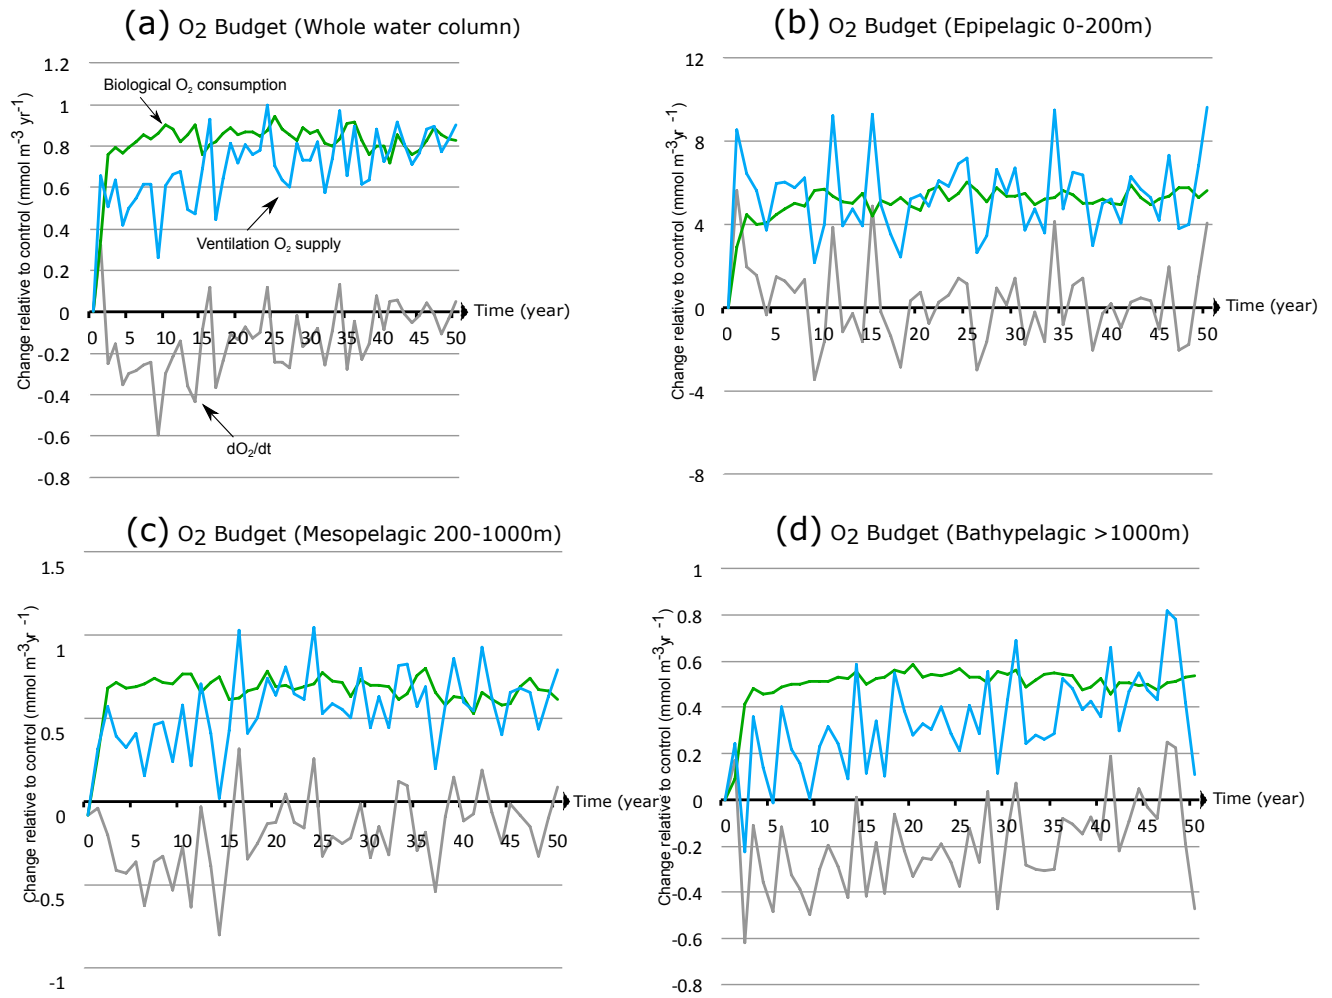 (a) O2 Budget (Whole water column)
Change relative to control (mmol m-3 yr-1)
1.2
1
0.8
0.6
0.4
0.2
0
-0.2
-0.4
-0.6
-0.8
Biological O2 consumption
Ventilation O2 supply
dO2/dt
0 5 10 15 20 25 30 35 40 45 50
Time (year)
(b) O2 Budget (Epipelagic 0-200m)
Change relative to control (mmol m-3yr -1)
12
8
4
0
-4
-8
0 5 10 15 20 25 30 35 40 45 50
Time (year)
(c) O2 Budget (Mesopelagic 200-1000m)
Change relative to control (mmol m-3yr -1)
1.5
1
0.5
0
-0.5
-1
0 5 10 15 20 25 30 35 40 45 50
Time (year
(d) O2 Budget (Bathypelagic >1000m)
Change relative to control (mmol m-3yr -1)
1
0.8
0.6
0.4
0.2
0
-0.2
-0.4
-0.6
-0.8
0 5 10 15 20 25 30 35 40 45 50
Time (year)